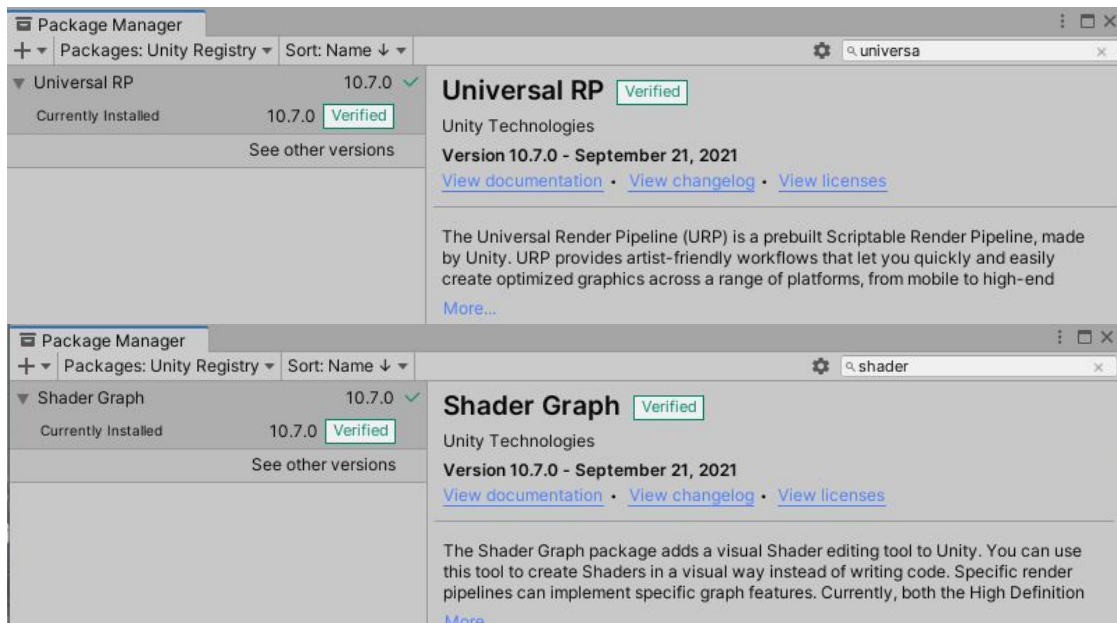 Package Manager
Packages: Unity Registry Sort: Name ↓ universa
Universal RP 10.7.0
Currently Installed 10.7.0 Verified
See other versions
Universal RP Verified
Unity Technologies
Version 10.7.0 - September 21, 2021
View documentation • View changelog • View licenses
The Universal Render Pipeline (URP) is a prebuilt Scriptable Render Pipeline, made
by Unity. URP provides artist-friendly workflows that let you quickly and easily
create optimized graphics across a range of platforms, from mobile to high-end
More...
Package Manager
Packages: Unity Registry Sort: Name ↓ shader
Shader Graph 10.7.0
Currently Installed 10.7.0 Verified
See other versions
Shader Graph Verified
Unity Technologies
Version 10.7.0 - September 21, 2021
View documentation • View changelog • View licenses
The Shader Graph package adds a visual Shader editing tool to Unity. You can use
this tool to create Shaders in a visual way instead of writing code. Specific render
pipelines can implement specific graph features. Currently, both the High Definition
More